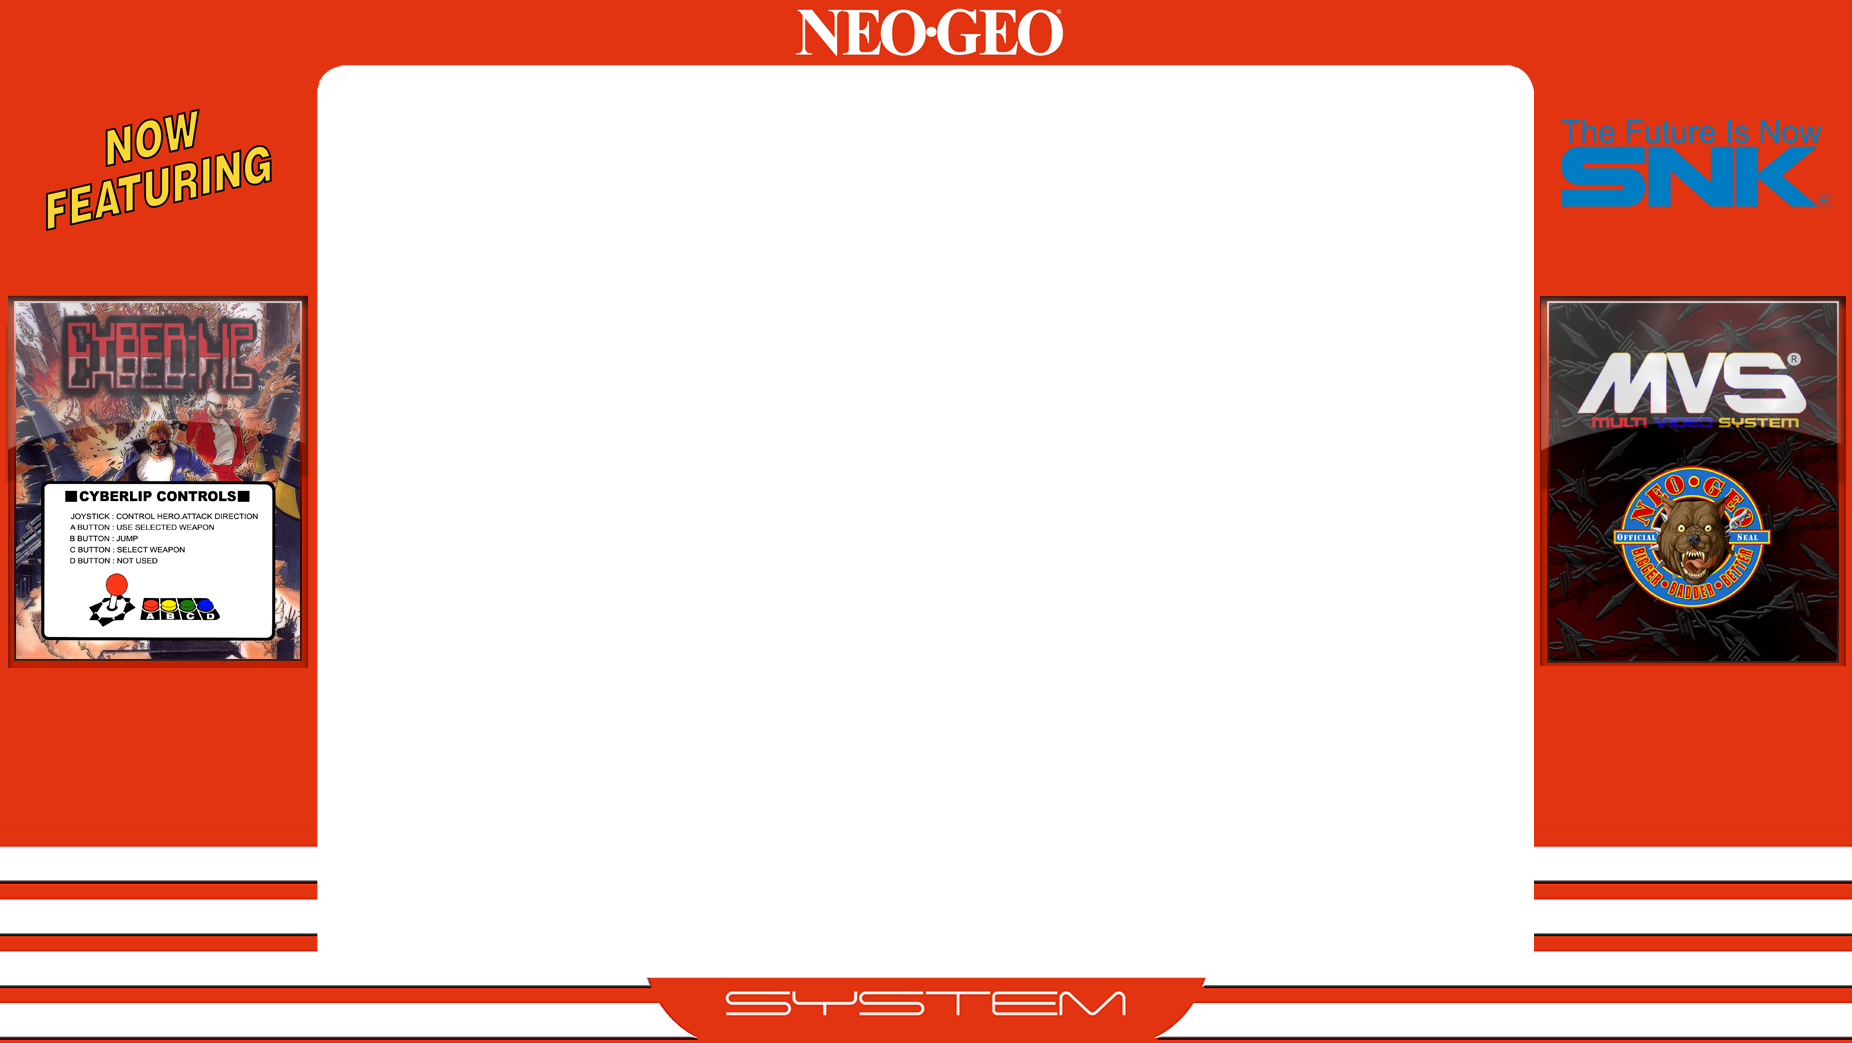 NEO•GEO®
NOW
FEATURING
CYBER-LIP
™
■CYBERLIP CONTROLS■
JOYSTICK : CONTROL HERO.ATTACK DIRECTION
A BUTTON : USE SELECTED WEAPON
B BUTTON : JUMP
C BUTTON : SELECT WEAPON
D BUTTON : NOT USED
A B C D
The Future Is Now
SNK®
MVS®
MULTI VIDEO SYSTEM
NEO•GEO
OFFICIAL SEAL
BIGGER•BADDER•BETTER
SYSTEM